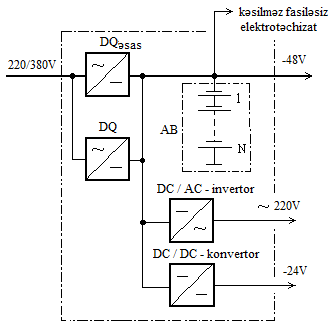 kəsilməz fasiləsiz
elektrotəchizat
DQəsas
220/380V
-48V
1
DQ
AB
N
DC / AC - invertor
~ 220V
DC / DC - konvertor
-24V